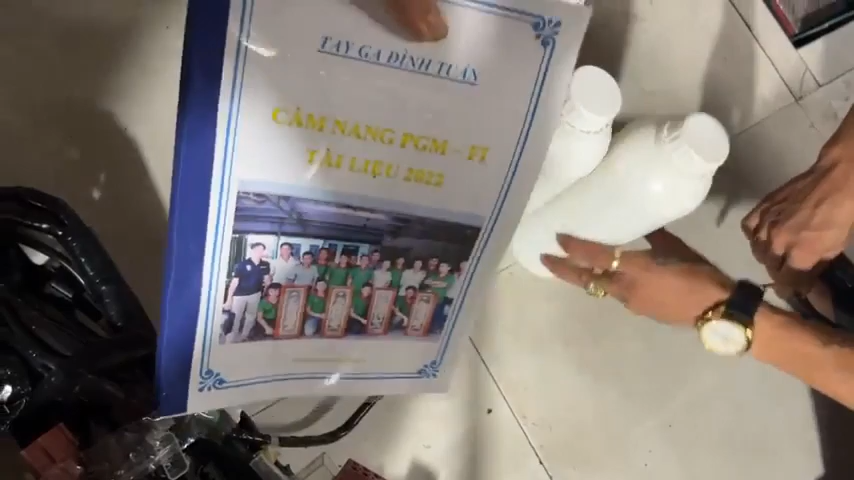 TAY GA ĐÌNH TUẤN
CẨM NANG PGM - FI
TÀI LIỆU 2022